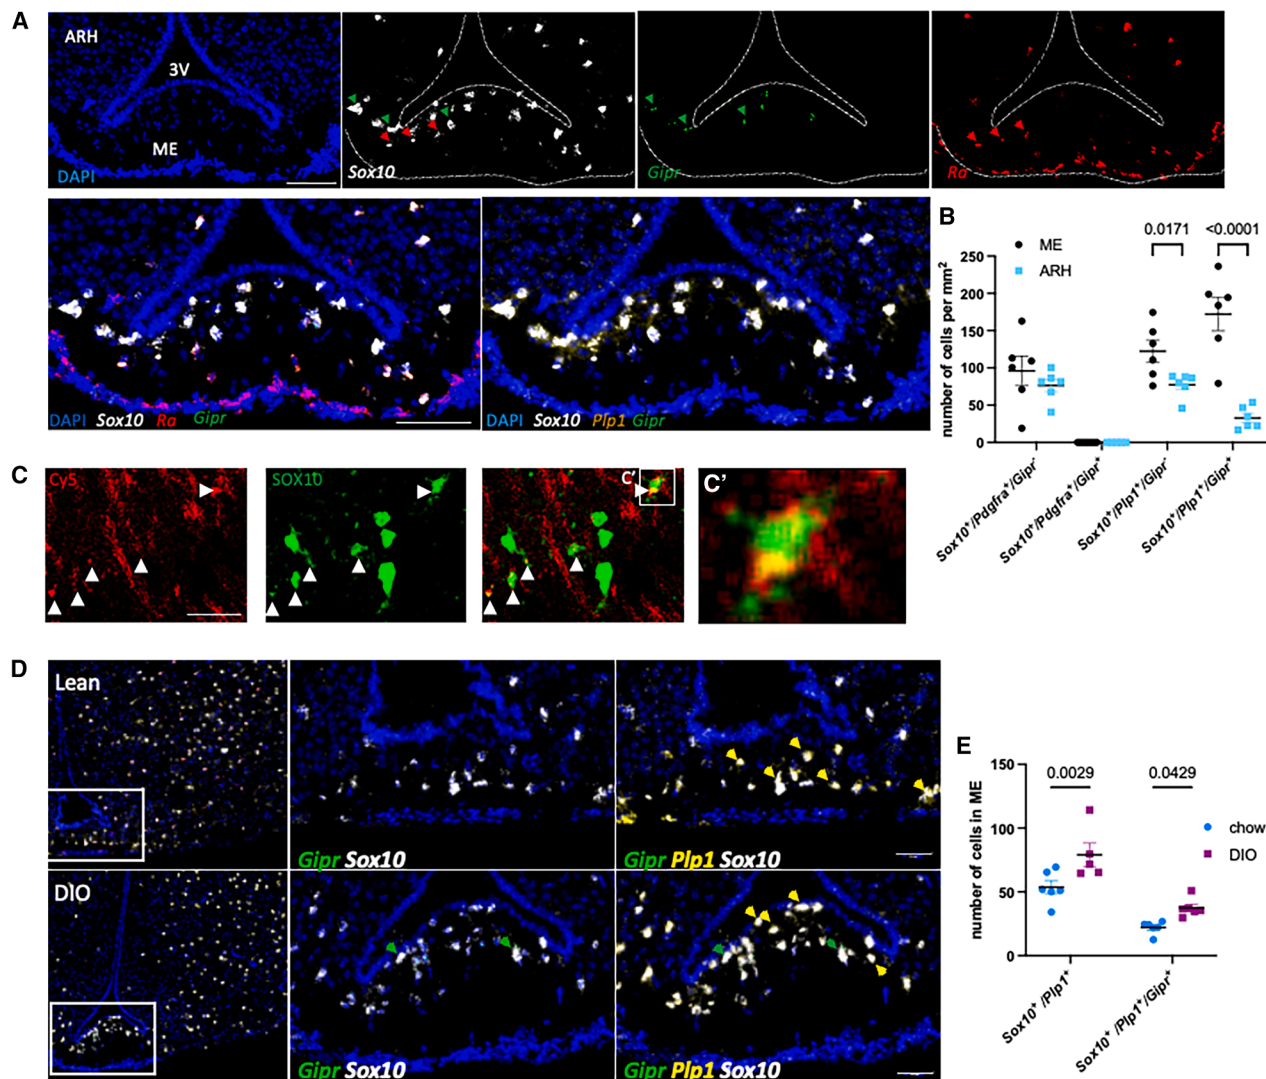 A
ARH
3V
ME
DAPI
Sox10
Gipr
Ra
DAPI Sox10 Ra Gipr
DAPI Sox10 Plp1 Gipr
B
ME
ARH
0.0171
<0.0001
number of cells per mm²
250
200
150
100
50
0
Sox10⁺/Pdgfra⁺/Gipr⁻
Sox10⁺/Pdgfra⁺/Gipr⁺
Sox10⁺/Plp1⁺/Gipr⁻
Sox10⁺/Plp1⁺/Gipr⁺
C
Cy5
SOX10
C'
C'
D
Lean
Gipr Sox10
Gipr Plp1 Sox10
DIO
Gipr Sox10
Gipr Plp1 Sox10
E
number of cells in ME
150
100
50
0
0.0029
0.0429
chow
DIO
Sox10⁺/Plp1⁺
Sox10⁺/Plp1⁺/Gipr⁺